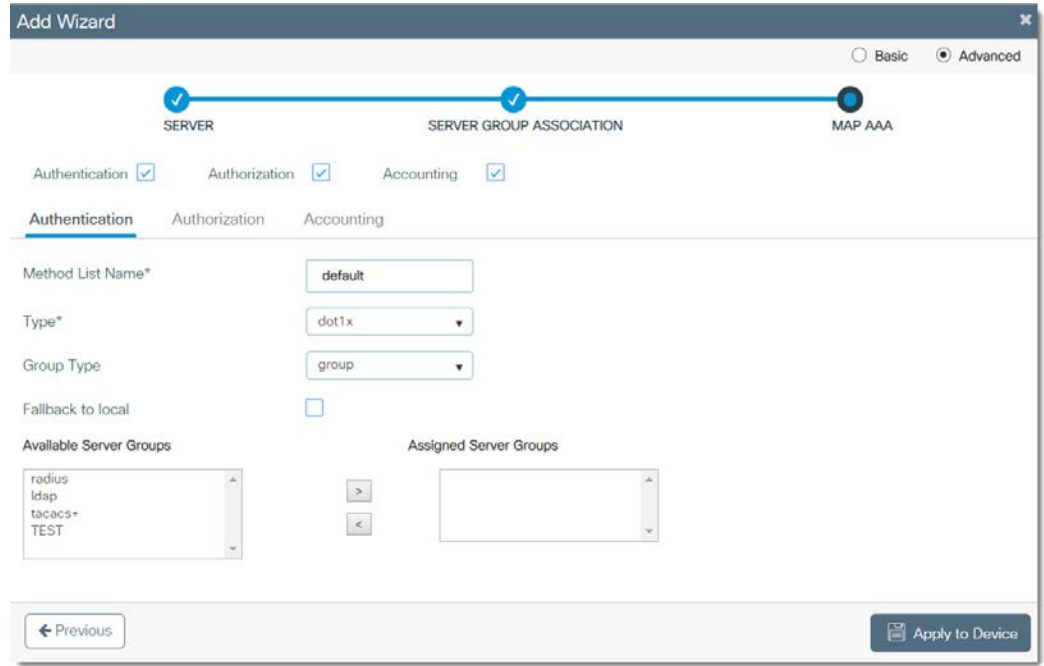 Add Wizard
Basic Advanced
SERVER SERVER GROUP ASSOCIATION MAP AAA
Authentication Authorization Accounting
Authentication Authorization Accounting
Method List Name* default
Type* dot1x
Group Type group
Fallback to local
Available Server Groups Assigned Server Groups
radius
ldap
tacacs+
TEST
> 
<
Previous Apply to Device